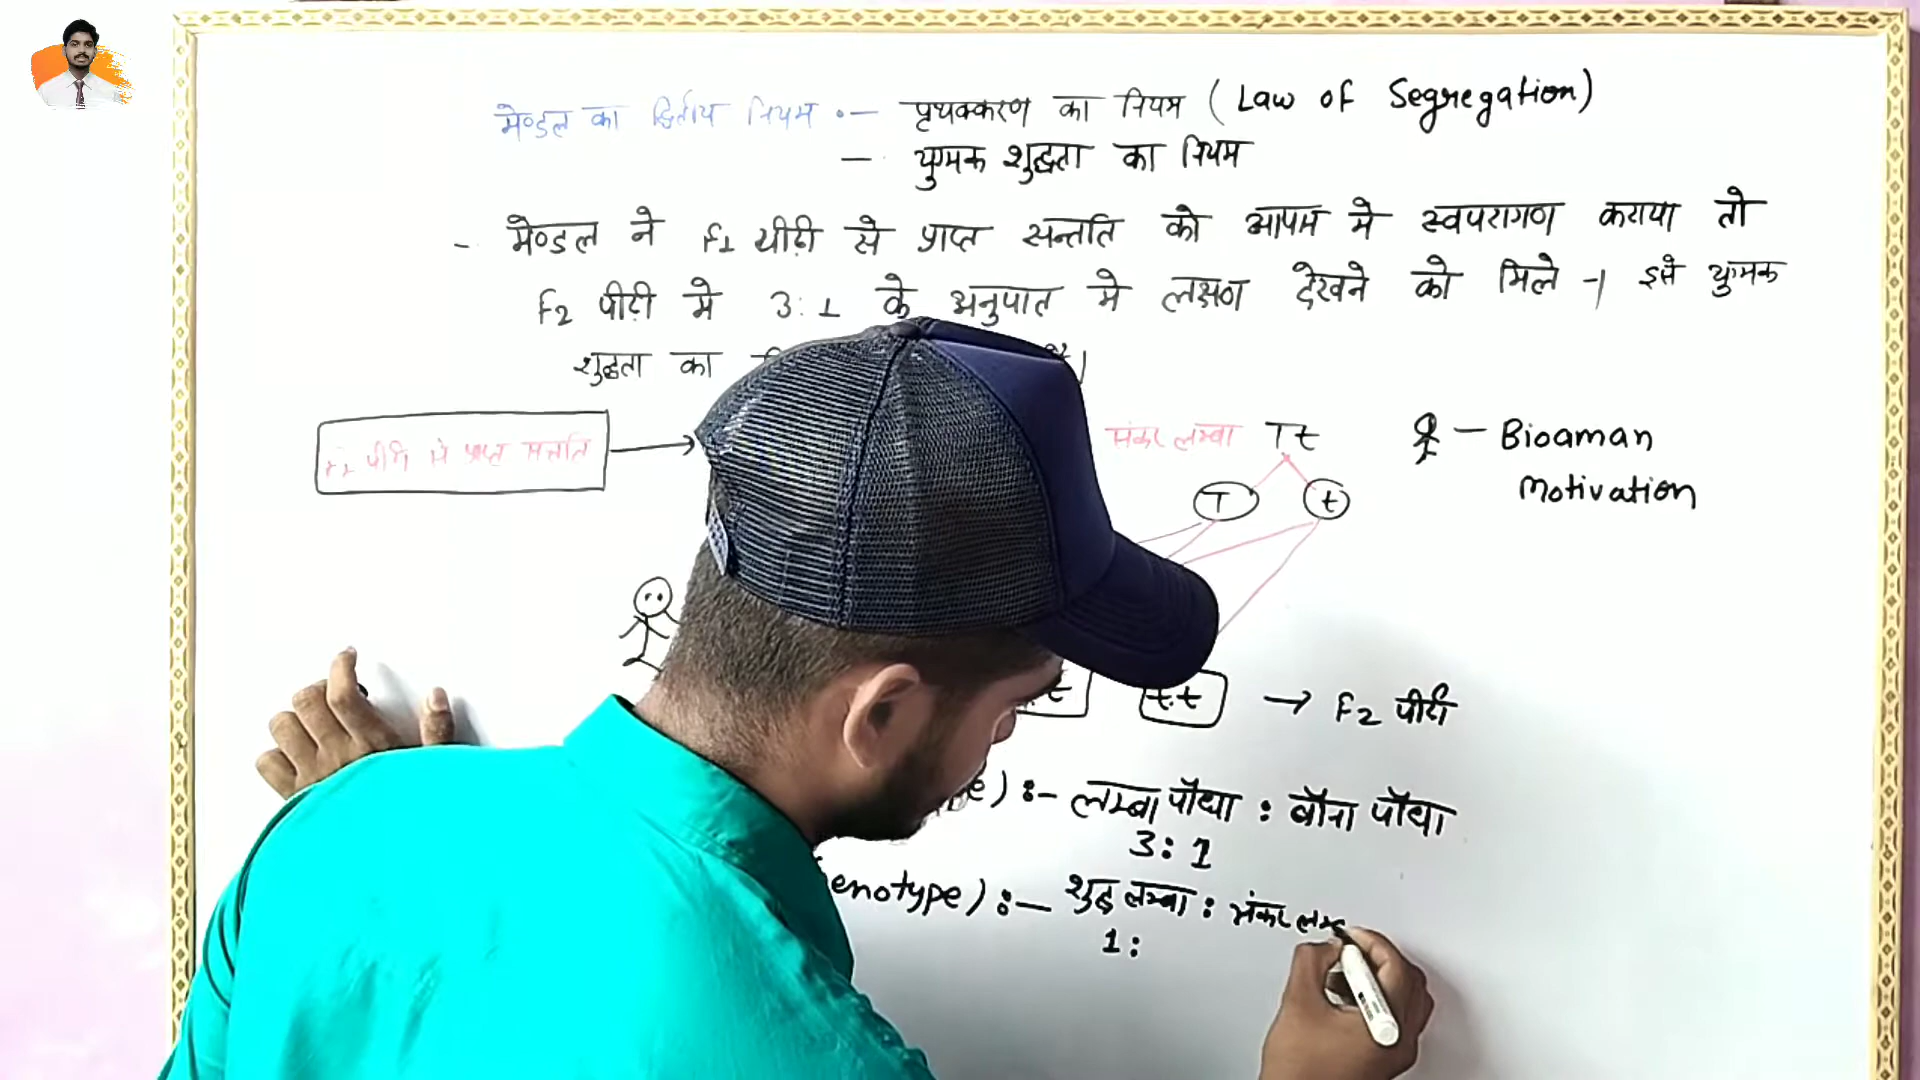 मेण्डल का द्वितीय नियम :— पृथक्करण का नियम (Law of Segregation)
— युग्मक शुद्धता का नियम
- मेण्डल ने F1 पीढ़ी से प्राप्त सन्तति को आपस मे स्वपरागण कराया तो
F2 पीढ़ी मे 3:1 के अनुपात मे लक्षण देखने को मिले । इसे युग्मक
शुद्धता का
F1 पीढ़ी से प्राप्त सन्तति
संकर लम्बा Tt
T t
— Bioaman
Motivation
t.t → F2 पीढ़ी
) :- लम्बा पौधा : बौना पौधा
3:1
enotype) :— शुद्ध लम्बा : संकर लम्
1: